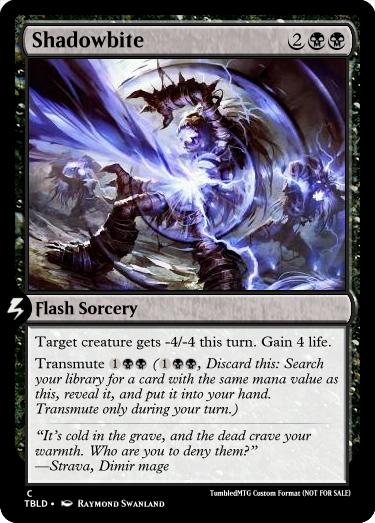 Shadowbite 2
Flash Sorcery
Target creature gets -4/-4 this turn. Gain 4 life.
Transmute 1 (1, Discard this: Search
your library for a card with the same mana value as
this, reveal it, and put it into your hand.
Transmute only during your turn.)
“It’s cold in the grave, and the dead crave your
warmth. Who are you to deny them?”
—Strava, Dimir mage
C
TBLD • Raymond Swanland
TumbledMTG Custom Format (NOT FOR SALE)